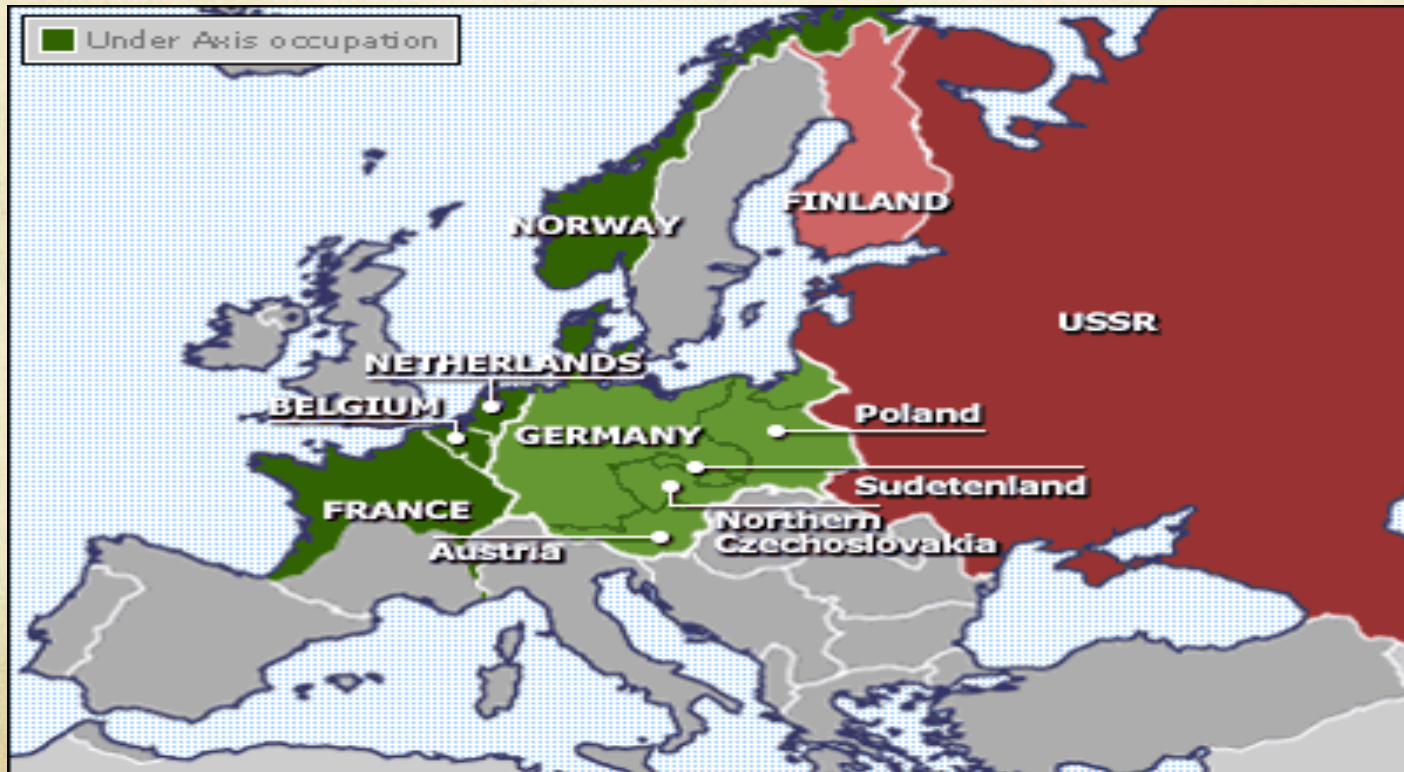 Under Axis occupation
NORWAY
FINLAND
USSR
NETHERLANDS
BELGIUM
GERMANY
Poland
Sudetenland
FRANCE
Northern
Czechoslovakia
Austria